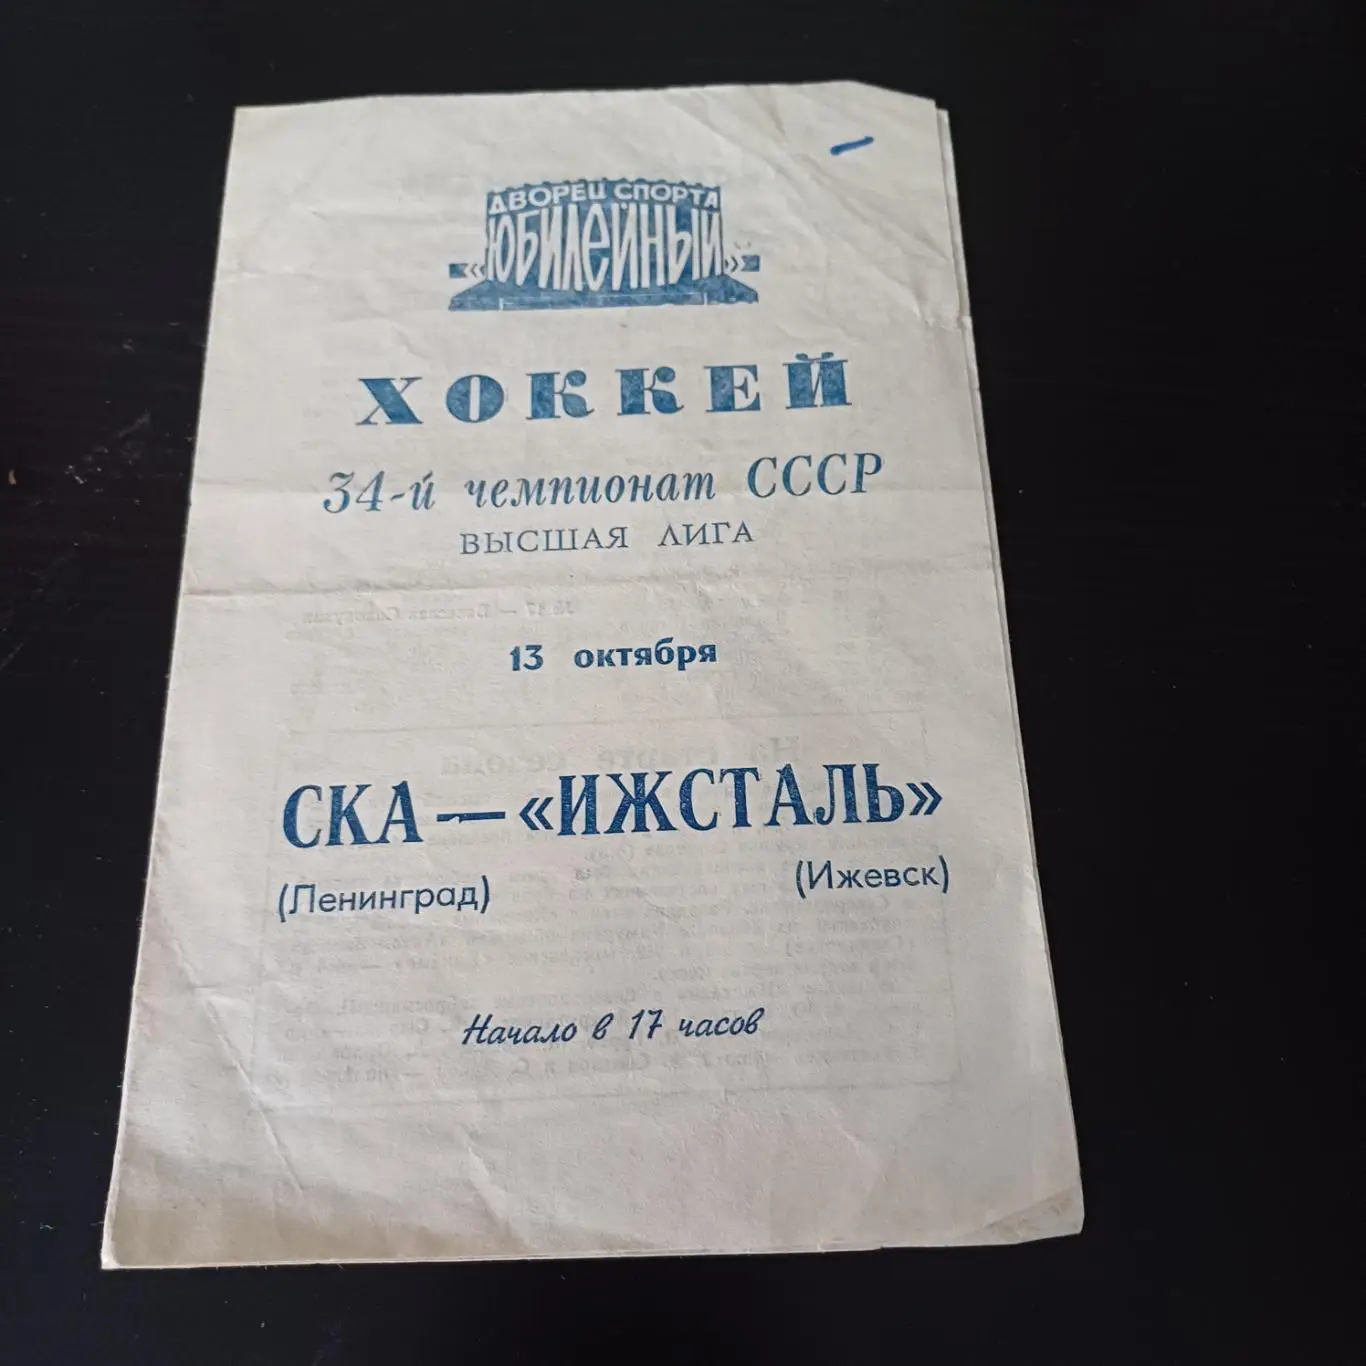 ДВОРЕЦ СПОРТА
«ЮБИЛЕЙНЫЙ»
ХОККЕЙ
34-й чемпионат СССР
ВЫСШАЯ ЛИГА
13 октября
СКА — «ИЖСТАЛЬ»
(Ленинград) (Ижевск)
Начало в 17 часов